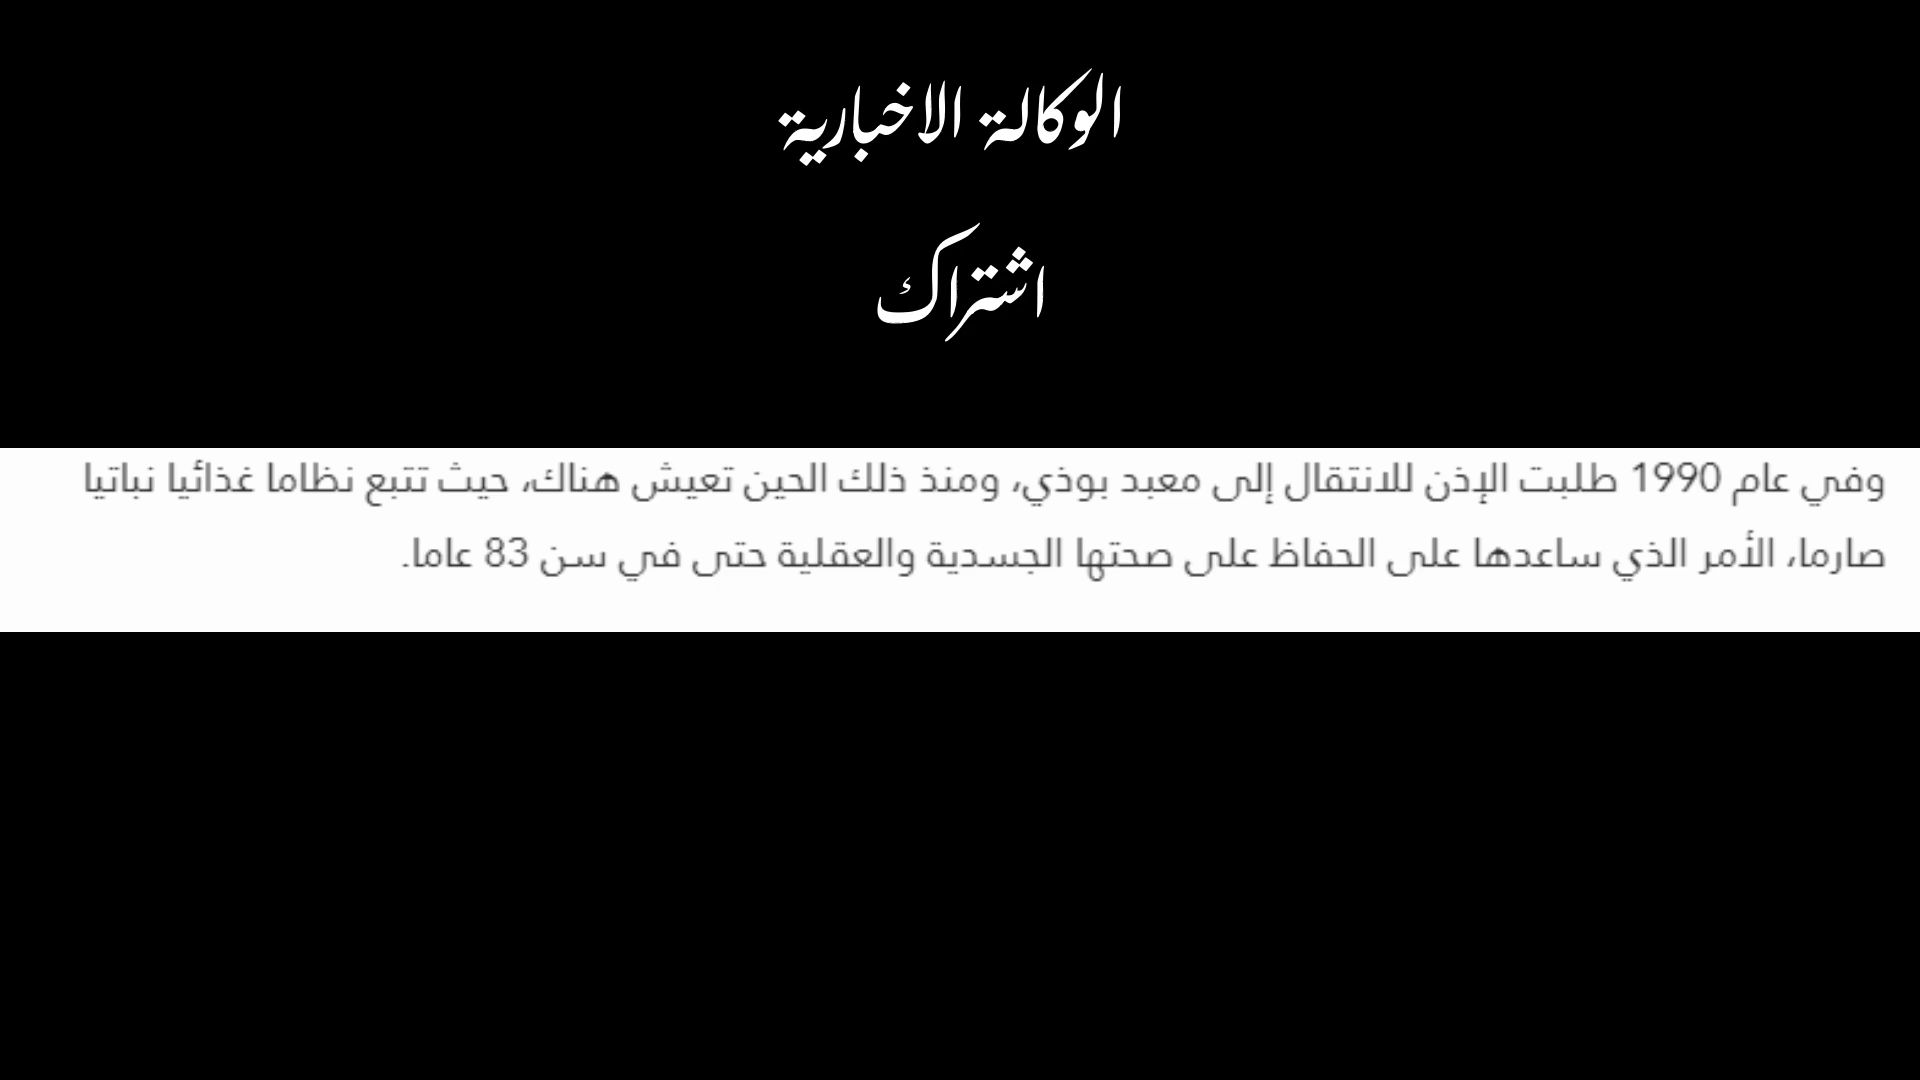 الوكالة الاخبارية
اشتراك
وفي عام 1990 طلبت الإذن للانتقال إلى معبد بوذي، ومنذ ذلك الحين تعيش هناك، حيث تتبع نظاما غذائيا نباتيا
صارما، الأمر الذي ساعدها على الحفاظ على صحتها الجسدية والعقلية حتى في سن 83 عاما.